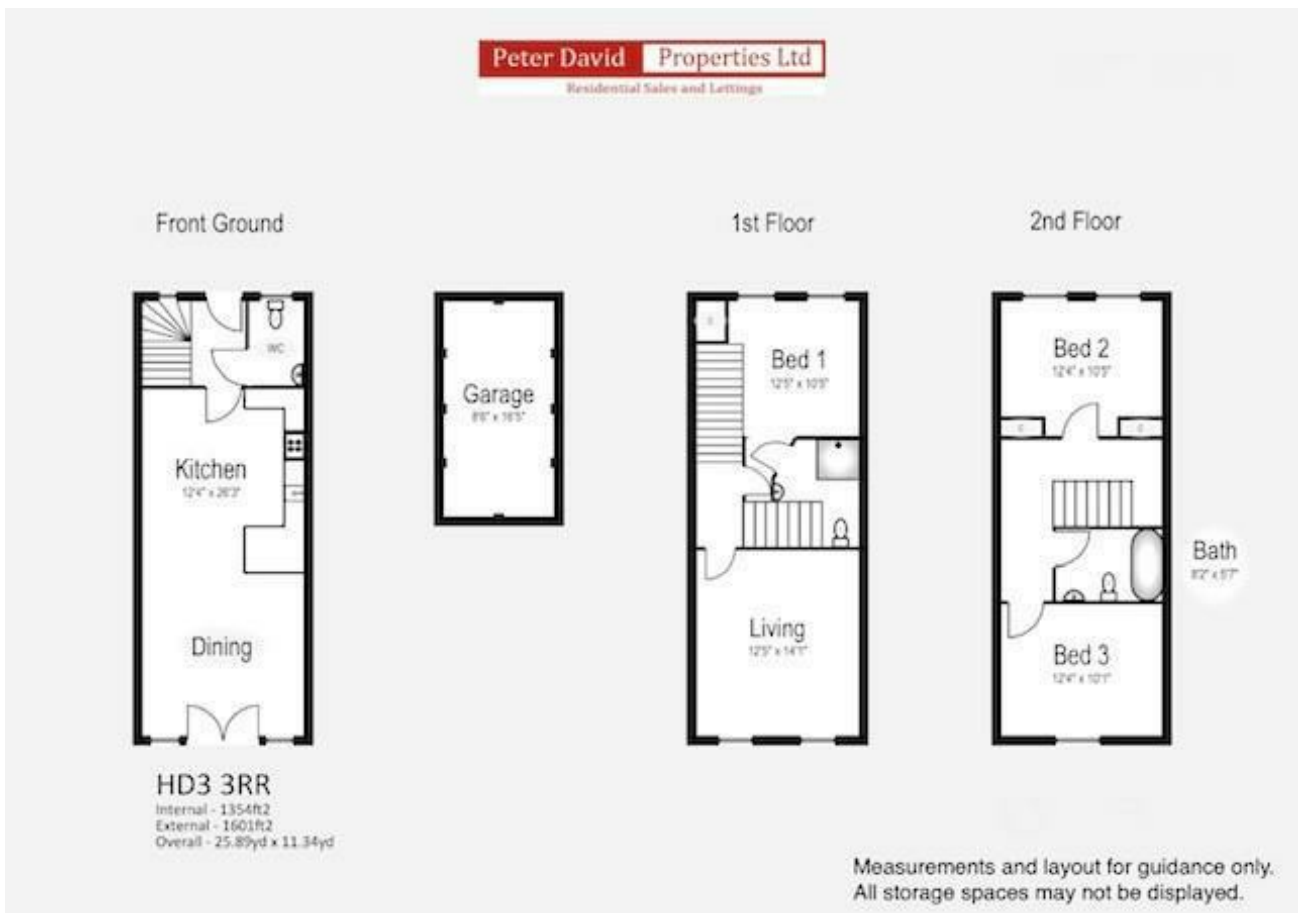 Peter David Properties Ltd
Residential Sales and Lettings
Front Ground
1st Floor
2nd Floor
WC
Kitchen
12'4" x 26'3"
Dining
Garage
8'6" x 16'5"
C
Bed 1
12'5" x 10'5"
Living
12'5" x 14'1"
Bed 2
12'4" x 10'5"
C
C
Bath
8'2" x 5'7"
Bed 3
12'4" x 10'1"
HD3 3RR
Internal - 1354ft2
External - 1601ft2
Overall - 25.89yd x 11.34yd
Measurements and layout for guidance only.
All storage spaces may not be displayed.